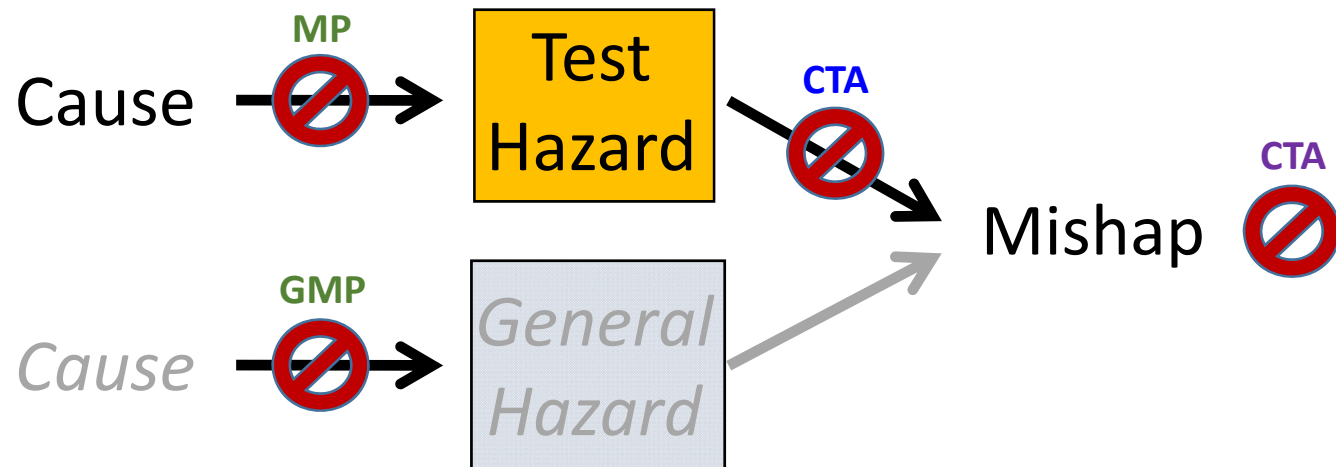 MP
Cause
Test
Hazard
CTA
Mishap
CTA
GMP
Cause
General
Hazard